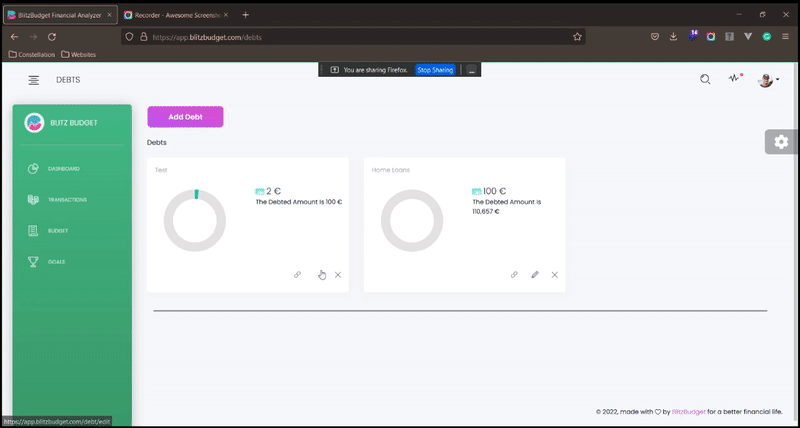 BlitzBudget Financial Analyzer
Recorder - Awesome Screensho
https://app.blitzbudget.com/debts
Constellation
Websites
14
You are sharing Firefox.
Stop Sharing
...
DEBTS
BLITZ BUDGET
DASHBOARD
TRANSACTIONS
BUDGET
GOALS
Add Debt
Debts
Test
2 €
The Debted Amount Is 100 €
Home Loans
100 €
The Debted Amount Is
110,657 €
© 2022, made with ♡ by BlitzBudget for a better financial life.
https://app.blitzbudget.com/debt/edit